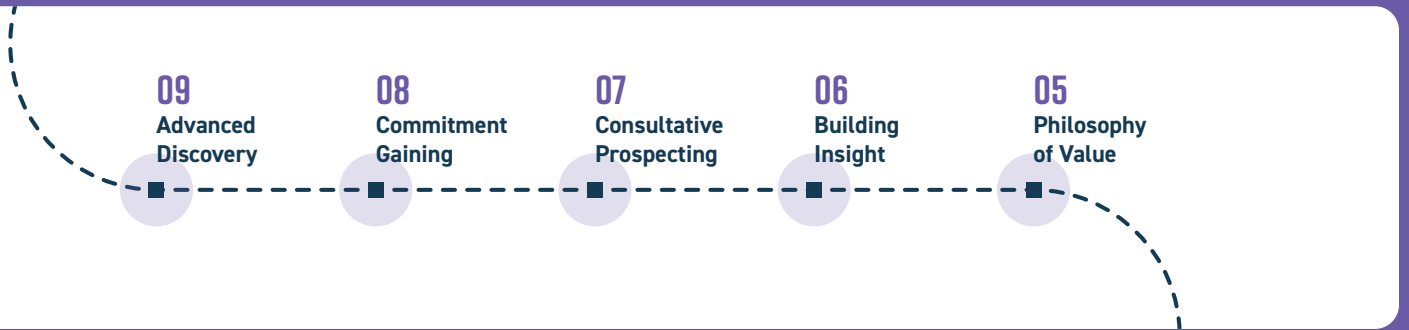 09
Advanced
Discovery
08
Commitment
Gaining
07
Consultative
Prospecting
06
Building
Insight
05
Philosophy
of Value